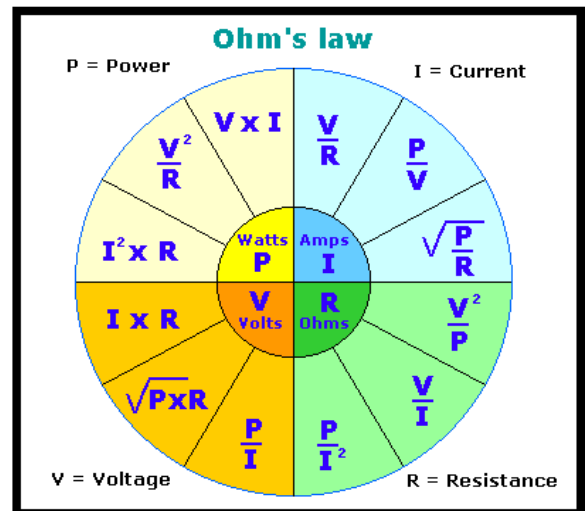 Ohm's law
P = Power
I = Current
V x I
V/R
V²/R
P/V
I² x R
√P/R
Watts
P
Amps
I
V
Volts
R
Ohms
I x R
V²/P
√PxR
V/I
P/I
P/I²
V = Voltage
R = Resistance